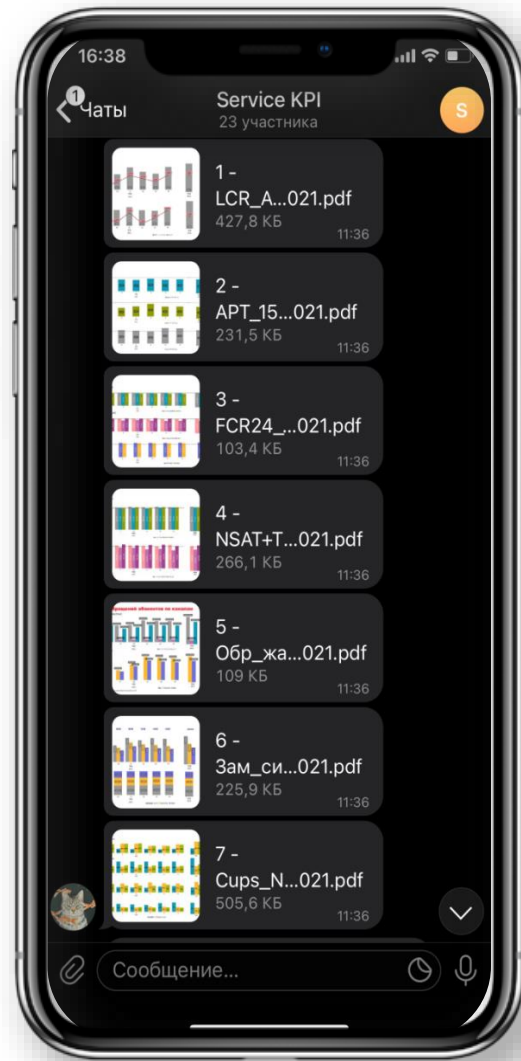 16:38
1
Чаты
Service KPI
23 участника
S
1 -
LCR_A...021.pdf
427,8 КБ
11:36
2 -
APT_15...021.pdf
231,5 КБ
11:36
3 -
FCR24_...021.pdf
103,4 КБ
11:36
4 -
NSAT+T...021.pdf
266,1 КБ
11:36
5 -
Обр_жа...021.pdf
109 КБ
11:36
6 -
Зам_си...021.pdf
225,9 КБ
11:36
7 -
Cups_N...021.pdf
505,6 КБ
11:36
Сообщение...